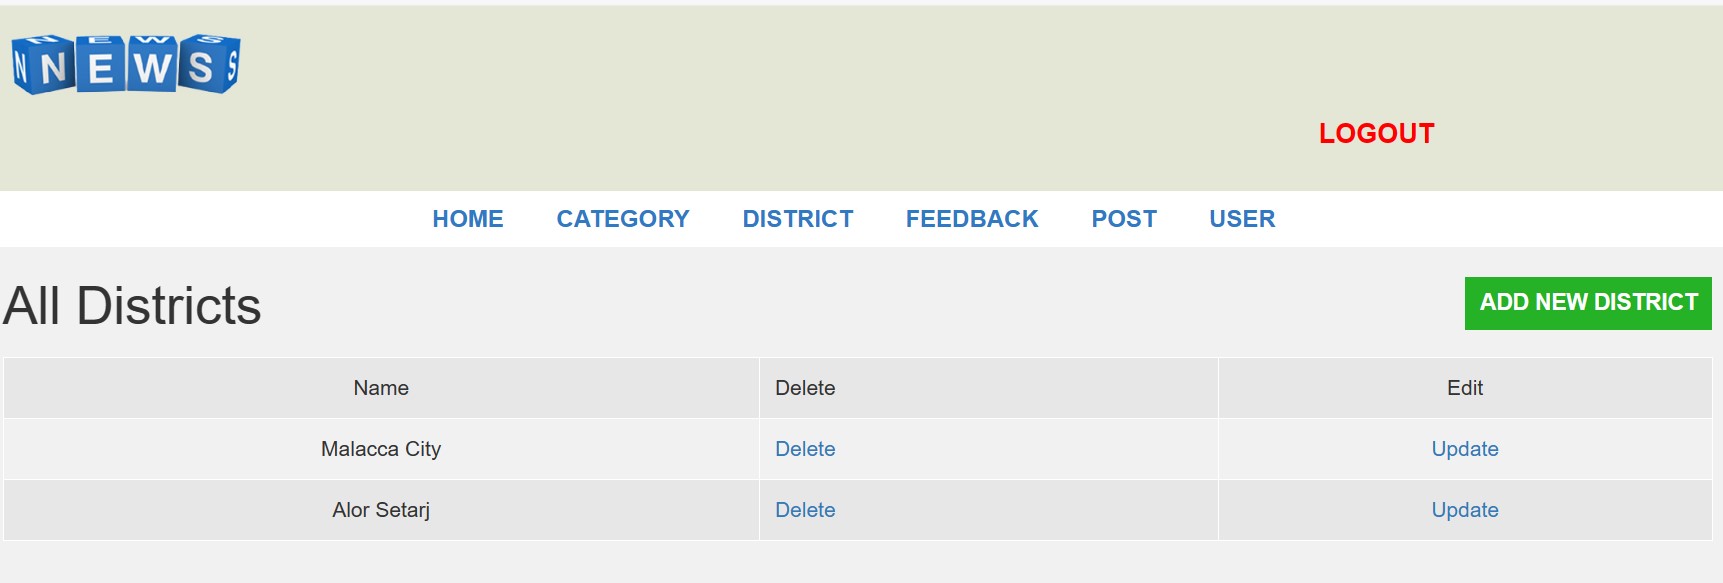 N E W S
N N E W S S
LOGOUT
HOME CATEGORY DISTRICT FEEDBACK POST USER
All Districts
ADD NEW DISTRICT
Name Delete Edit
Malacca City Delete Update
Alor Setarj Delete Update